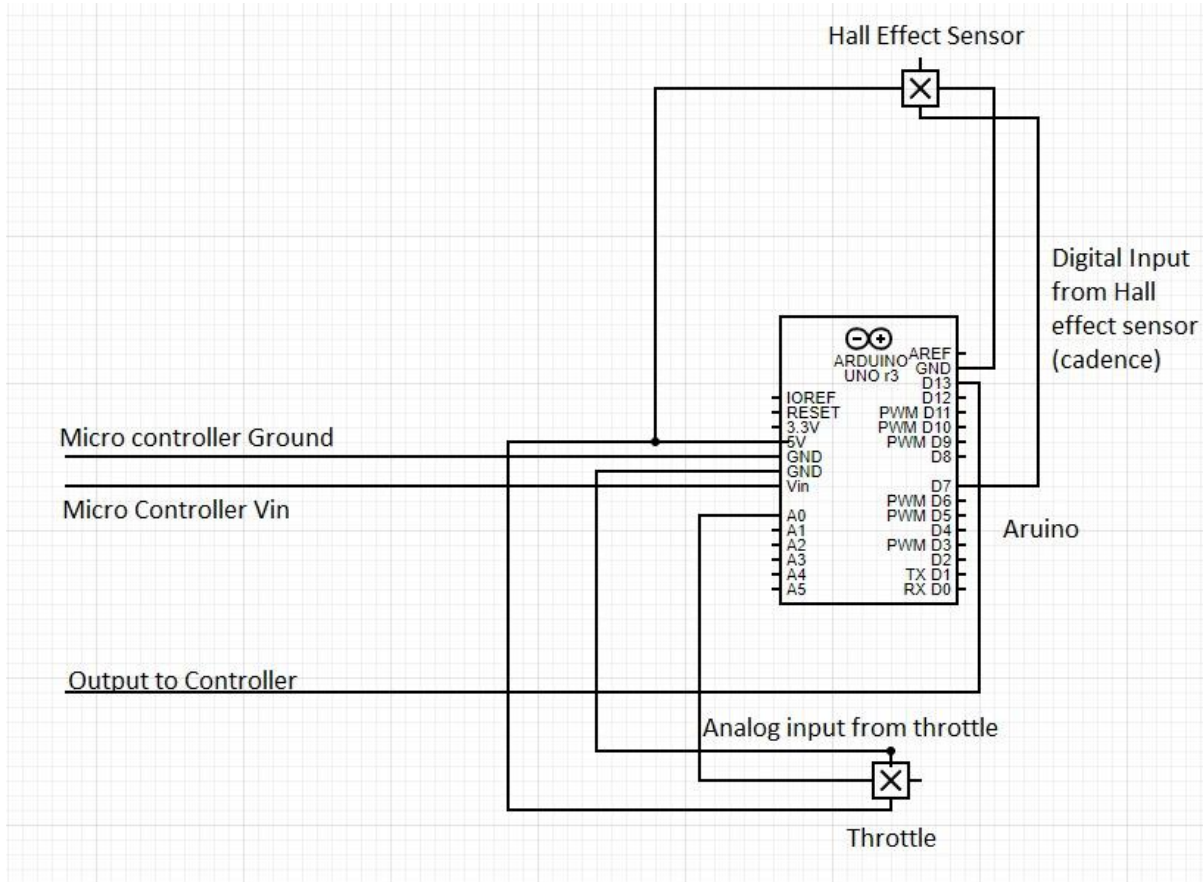 Hall Effect Sensor
Digital Input
from Hall
effect sensor
(cadence)
ARDUINO
UNO r3
AREF
GND
D13
IOREF
D12
RESET
PWM D11
3.3V
PWM D10
Micro controller Ground
5V
PWM D9
GND
D8
GND
Vin
D7
Micro Controller Vin
PWM D6
A0
PWM D5
Aruino
A1
D4
A2
PWM D3
A3
D2
A4
TX D1
A5
RX D0
Output to Controller
Analog input from throttle
Throttle